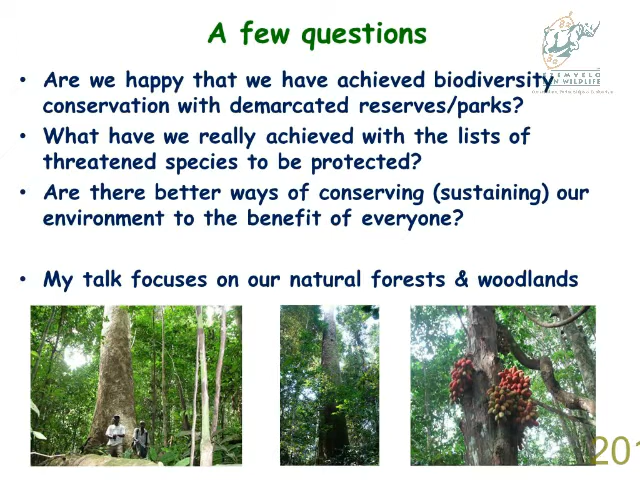 A few questions
• Are we happy that we have achieved biodiversity
conservation with demarcated reserves/parks?
• What have we really achieved with the lists of
threatened species to be protected?
• Are there better ways of conserving (sustaining) our
environment to the benefit of everyone?
• My talk focuses on our natural forests & woodlands
WILDLIFE
201